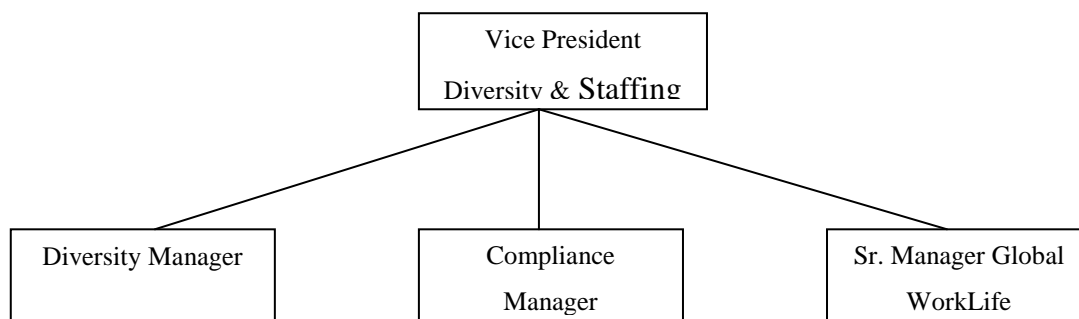 Vice President
Diversity & Staffing
Diversity Manager
Compliance
Manager
Sr. Manager Global
WorkLife